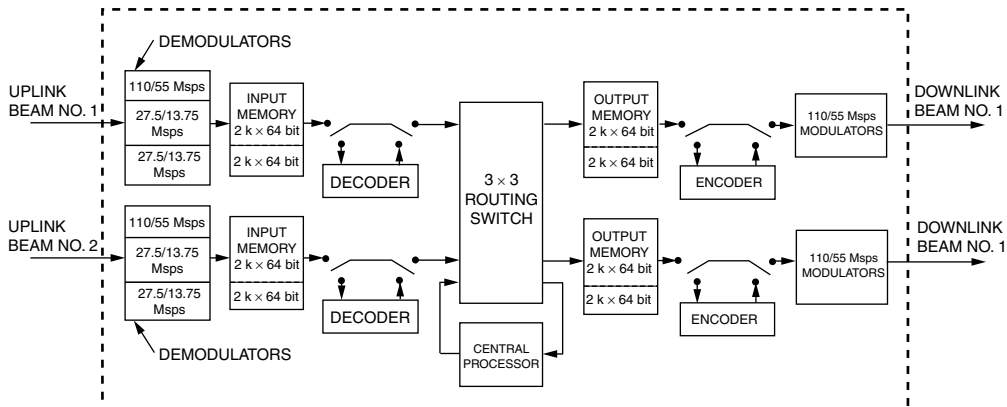 DEMODULATORS
UPLINK
BEAM NO. 1
110/55 Msps
27.5/13.75
Msps
27.5/13.75
Msps
INPUT
MEMORY
2 k × 64 bit
2 k × 64 bit
DECODER
3 × 3
ROUTING
SWITCH
OUTPUT
MEMORY
2 k × 64 bit
2 k × 64 bit
ENCODER
110/55 Msps
MODULATORS
DOWNLINK
BEAM NO. 1
UPLINK
BEAM NO. 2
110/55 Msps
27.5/13.75
Msps
27.5/13.75
Msps
INPUT
MEMORY
2 k × 64 bit
2 k × 64 bit
DECODER
OUTPUT
MEMORY
2 k × 64 bit
2 k × 64 bit
ENCODER
110/55 Msps
MODULATORS
DOWNLINK
BEAM NO. 1
DEMODULATORS
CENTRAL
PROCESSOR